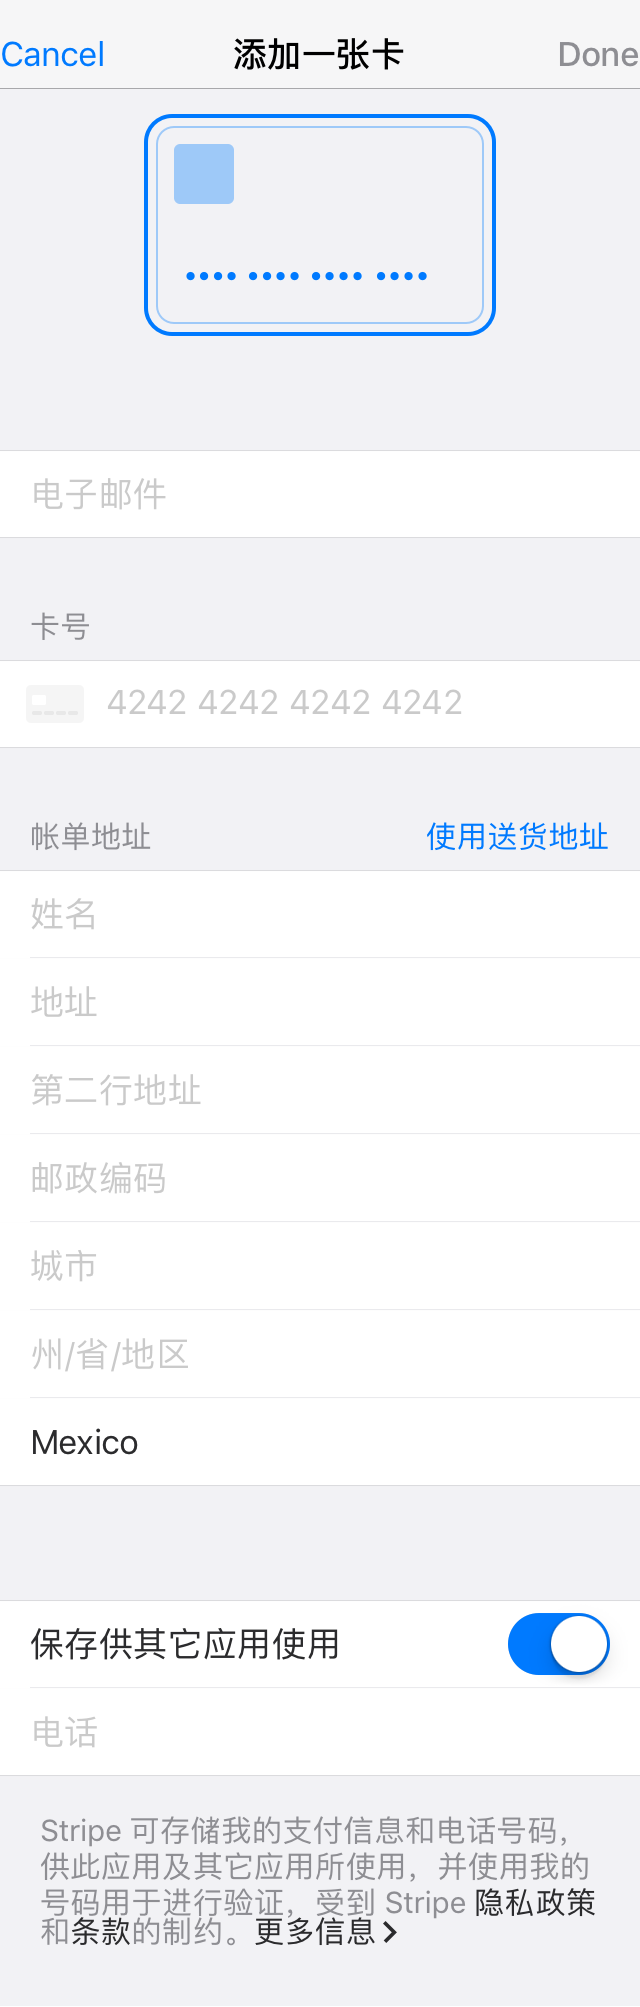 Cancel 添加一张卡 Done
电子邮件
卡号
4242 4242 4242 4242
帐单地址 使用送货地址
姓名
地址
第二行地址
邮政编码
城市
州/省/地区
Mexico
保存供其它应用使用
电话
Stripe 可存储我的支付信息和电话号码，
供此应用及其它应用所使用，并使用我的
号码用于进行验证，受到 Stripe 隐私政策
和条款的制约。更多信息